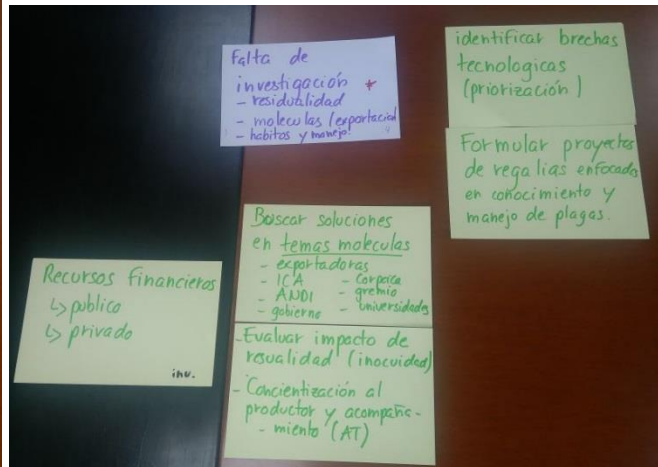 Falta de
investigación *
- residualidad
- moleculas (exportacion
- habitos y manejo
identificar brechas
tecnologicas
(priorización)
Formular proyectos
de regalias enfocados
en conocimiento y
manejo de plagas.
Buscar soluciones
en temas moleculas
- exportadoras
- ICA - Corpoica
- ANDI - gremio
- gobierno - universidades
- Evaluar impacto de
resualidad (inocuidad)
- Concientización al
productor y acompaña-
- miento (AT)
Recursos Financieros
↳ publico
↳ privado
inv.